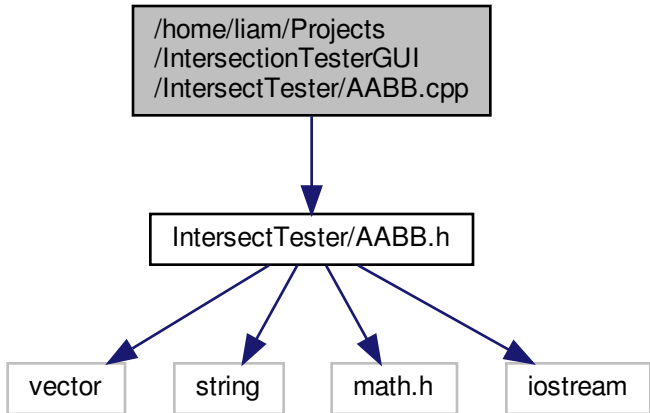 /home/liam/Projects
/IntersectionTesterGUI
/IntersectTester/AABB.cpp
IntersectTester/AABB.h
vector
string
math.h
iostream